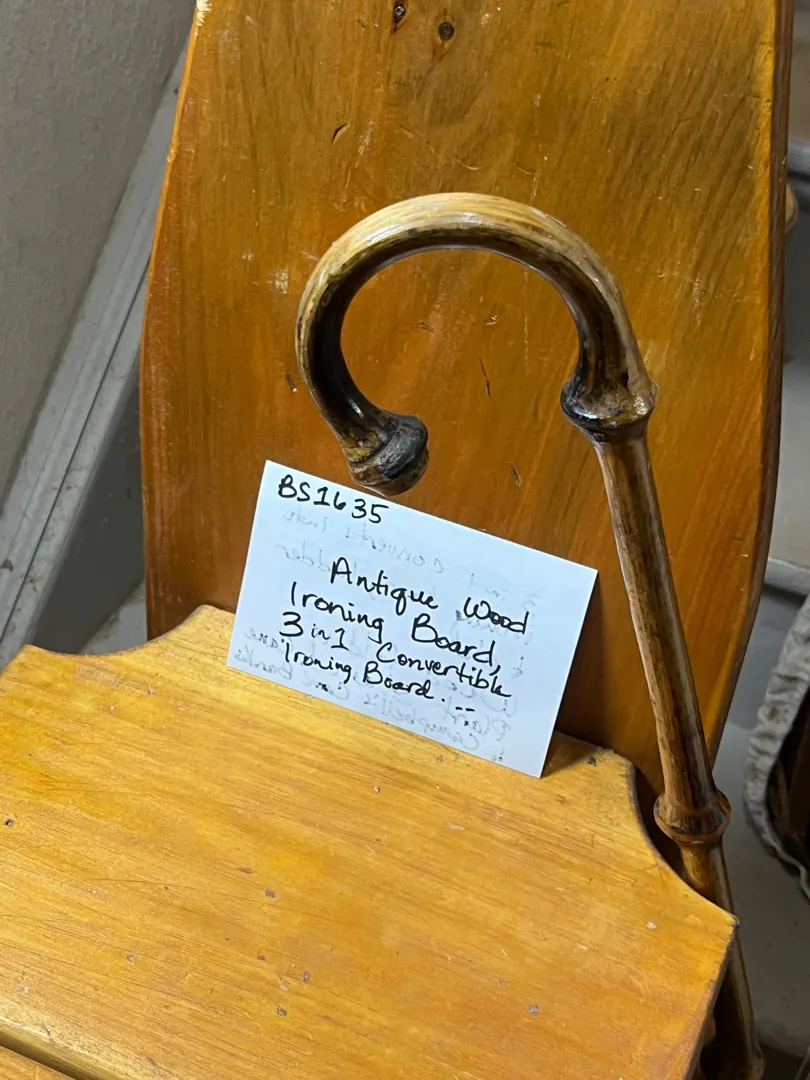 BS1635
Antique Wood
Ironing Board,
3 in 1 Convertible
Ironing Board...